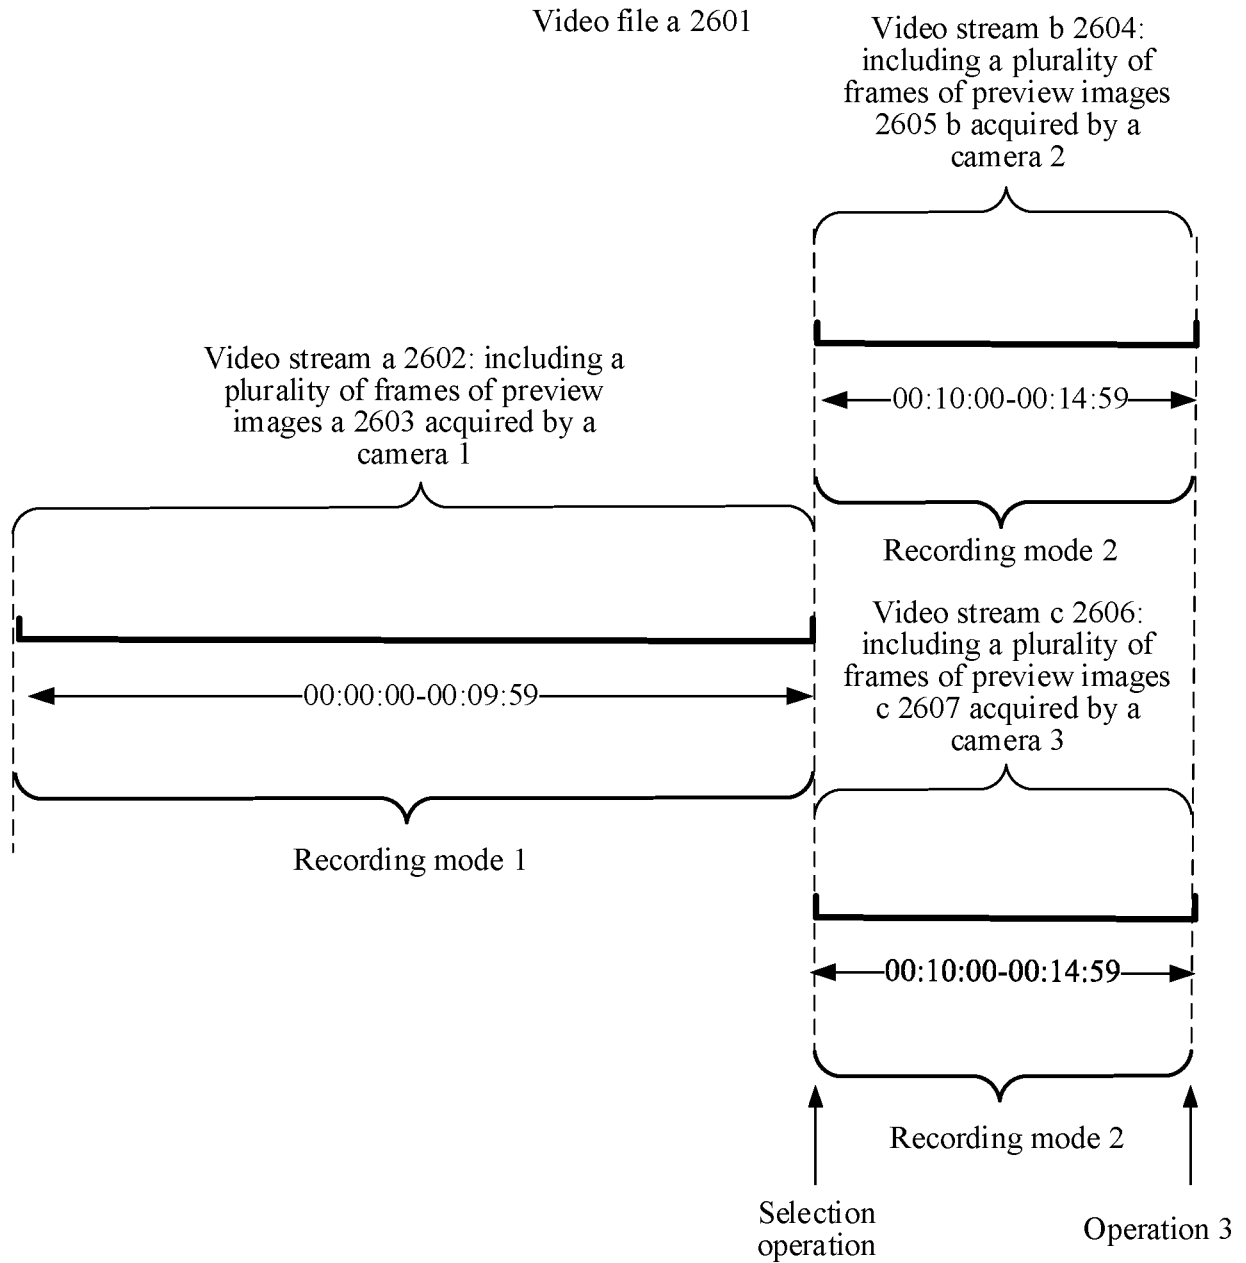 Video file a 2601
Video stream b 2604:
including a plurality of
frames of preview images
2605 b acquired by a
camera 2
00:10:00-00:14:59
Recording mode 2
Video stream a 2602: including a
plurality of frames of preview
images a 2603 acquired by a
camera 1
00:00:00-00:09:59
Recording mode 1
Video stream c 2606:
including a plurality of
frames of preview images
c 2607 acquired by a
camera 3
00:10:00-00:14:59
Recording mode 2
Selection
operation
Operation 3